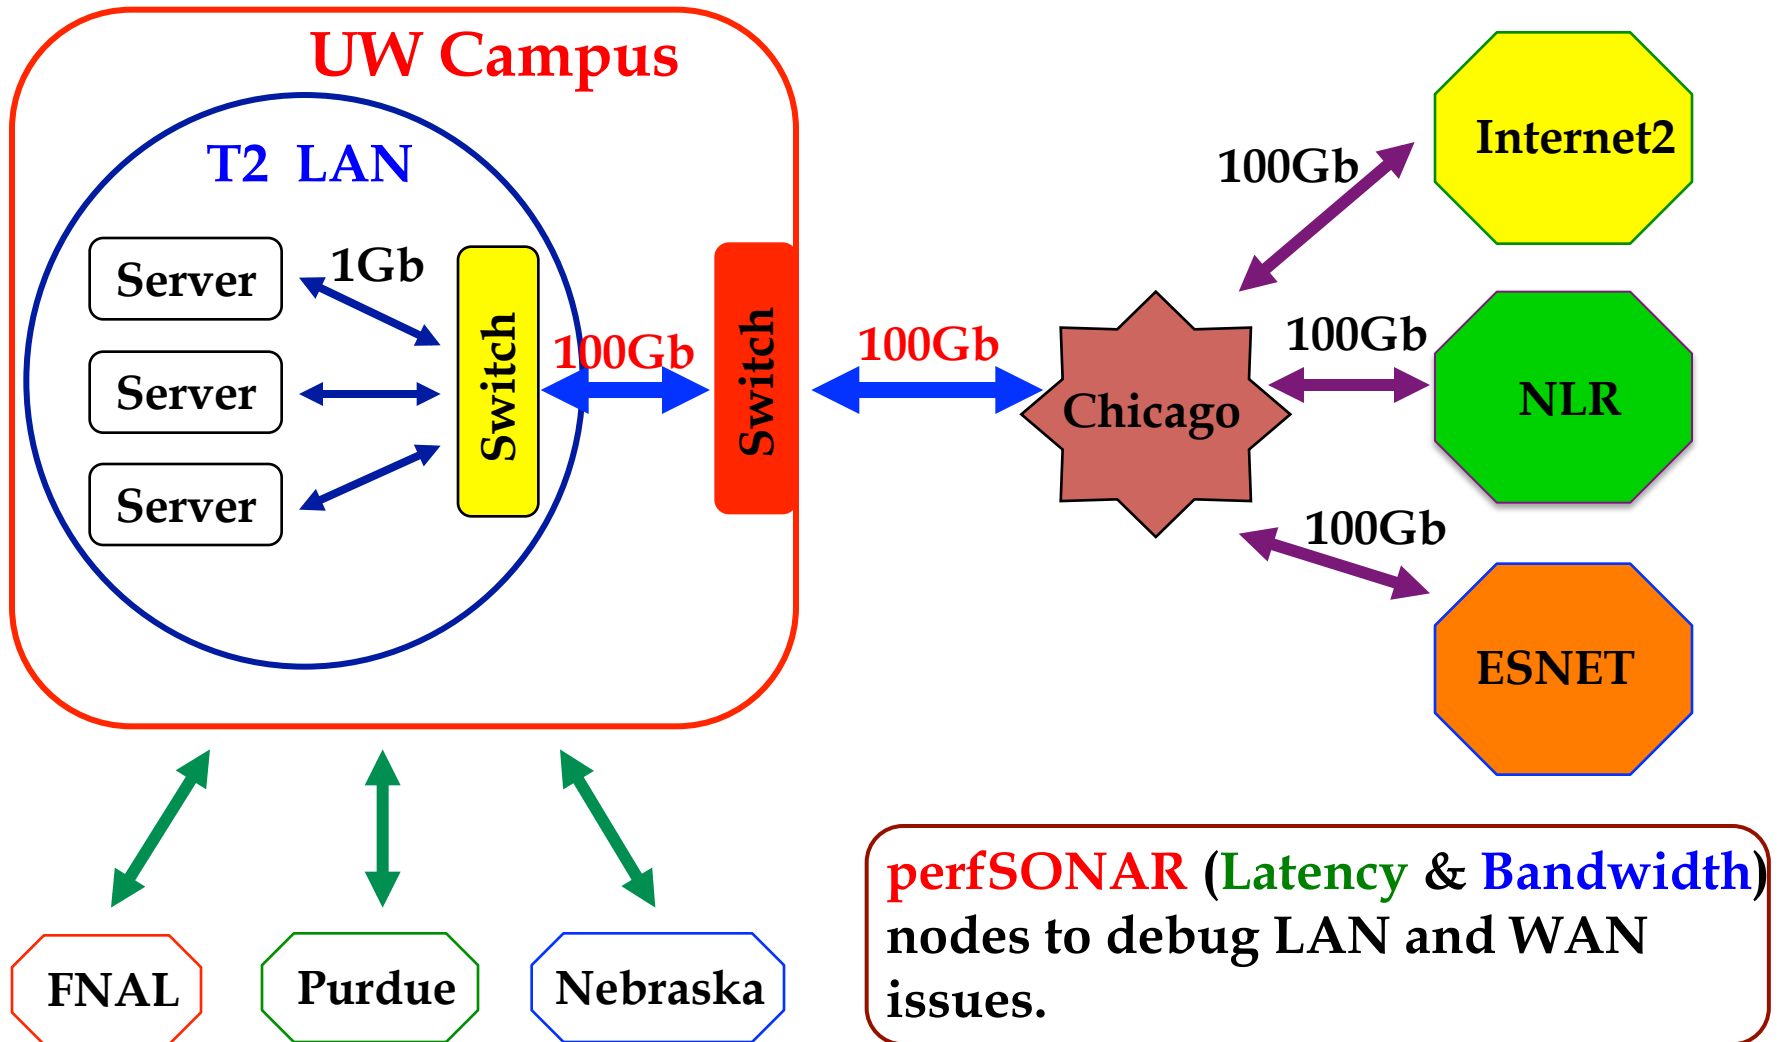 UW Campus
T2 LAN
Server
Server
Server
1Gb
Switch
100Gb
Switch
100Gb
Chicago
100Gb
Internet2
100Gb
NLR
100Gb
ESNET
FNAL
Purdue
Nebraska
perfSONAR (Latency & Bandwidth)
nodes to debug LAN and WAN
issues.